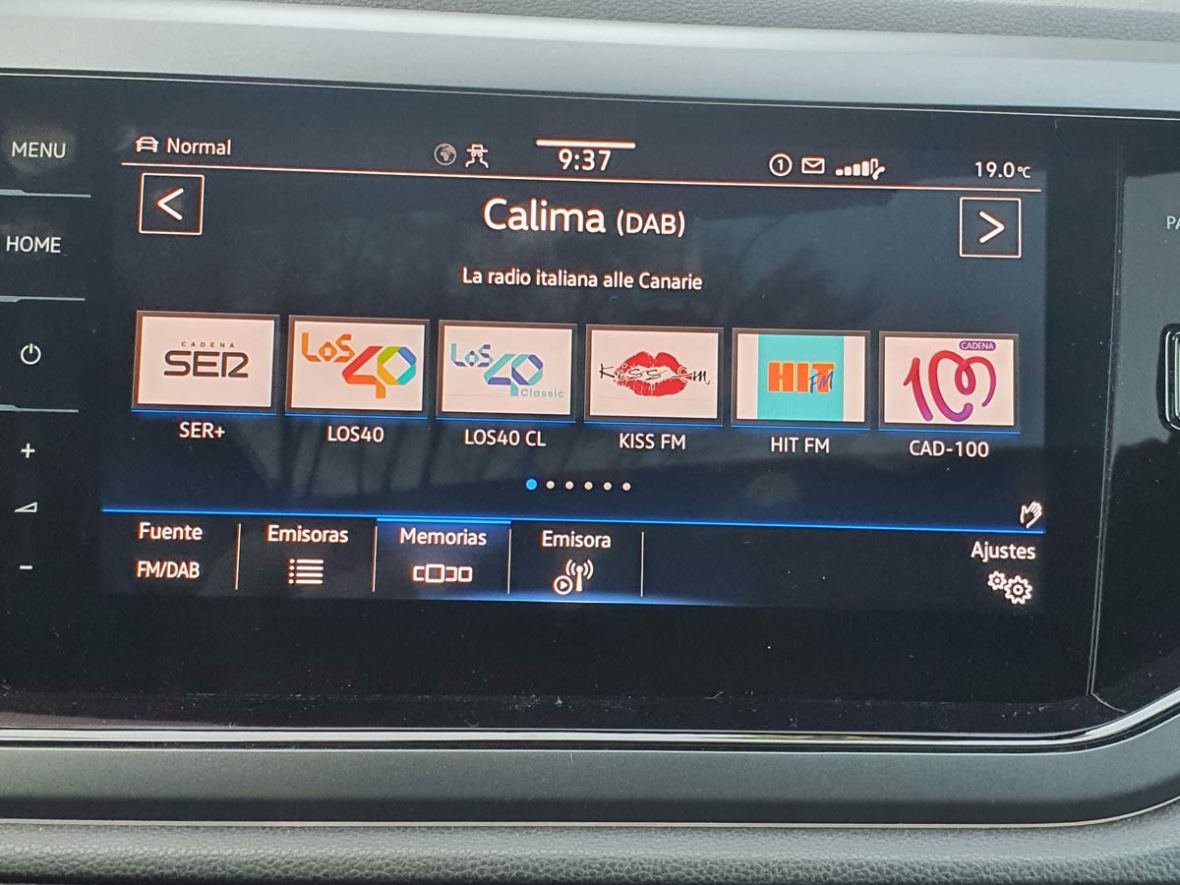 MENU
Normal
9:37
1
19.0°C
HOME
Calima (DAB)
La radio italiana alle Canarie
CADENA
SER
LOS40
LOS40
Classic
Kiss fm
HIT
FM
CADENA
100
SER+
LOS40
LOS40 CL
KISS FM
HIT FM
CAD-100
Fuente
Emisoras
Memorias
Emisora
Ajustes
FM/DAB